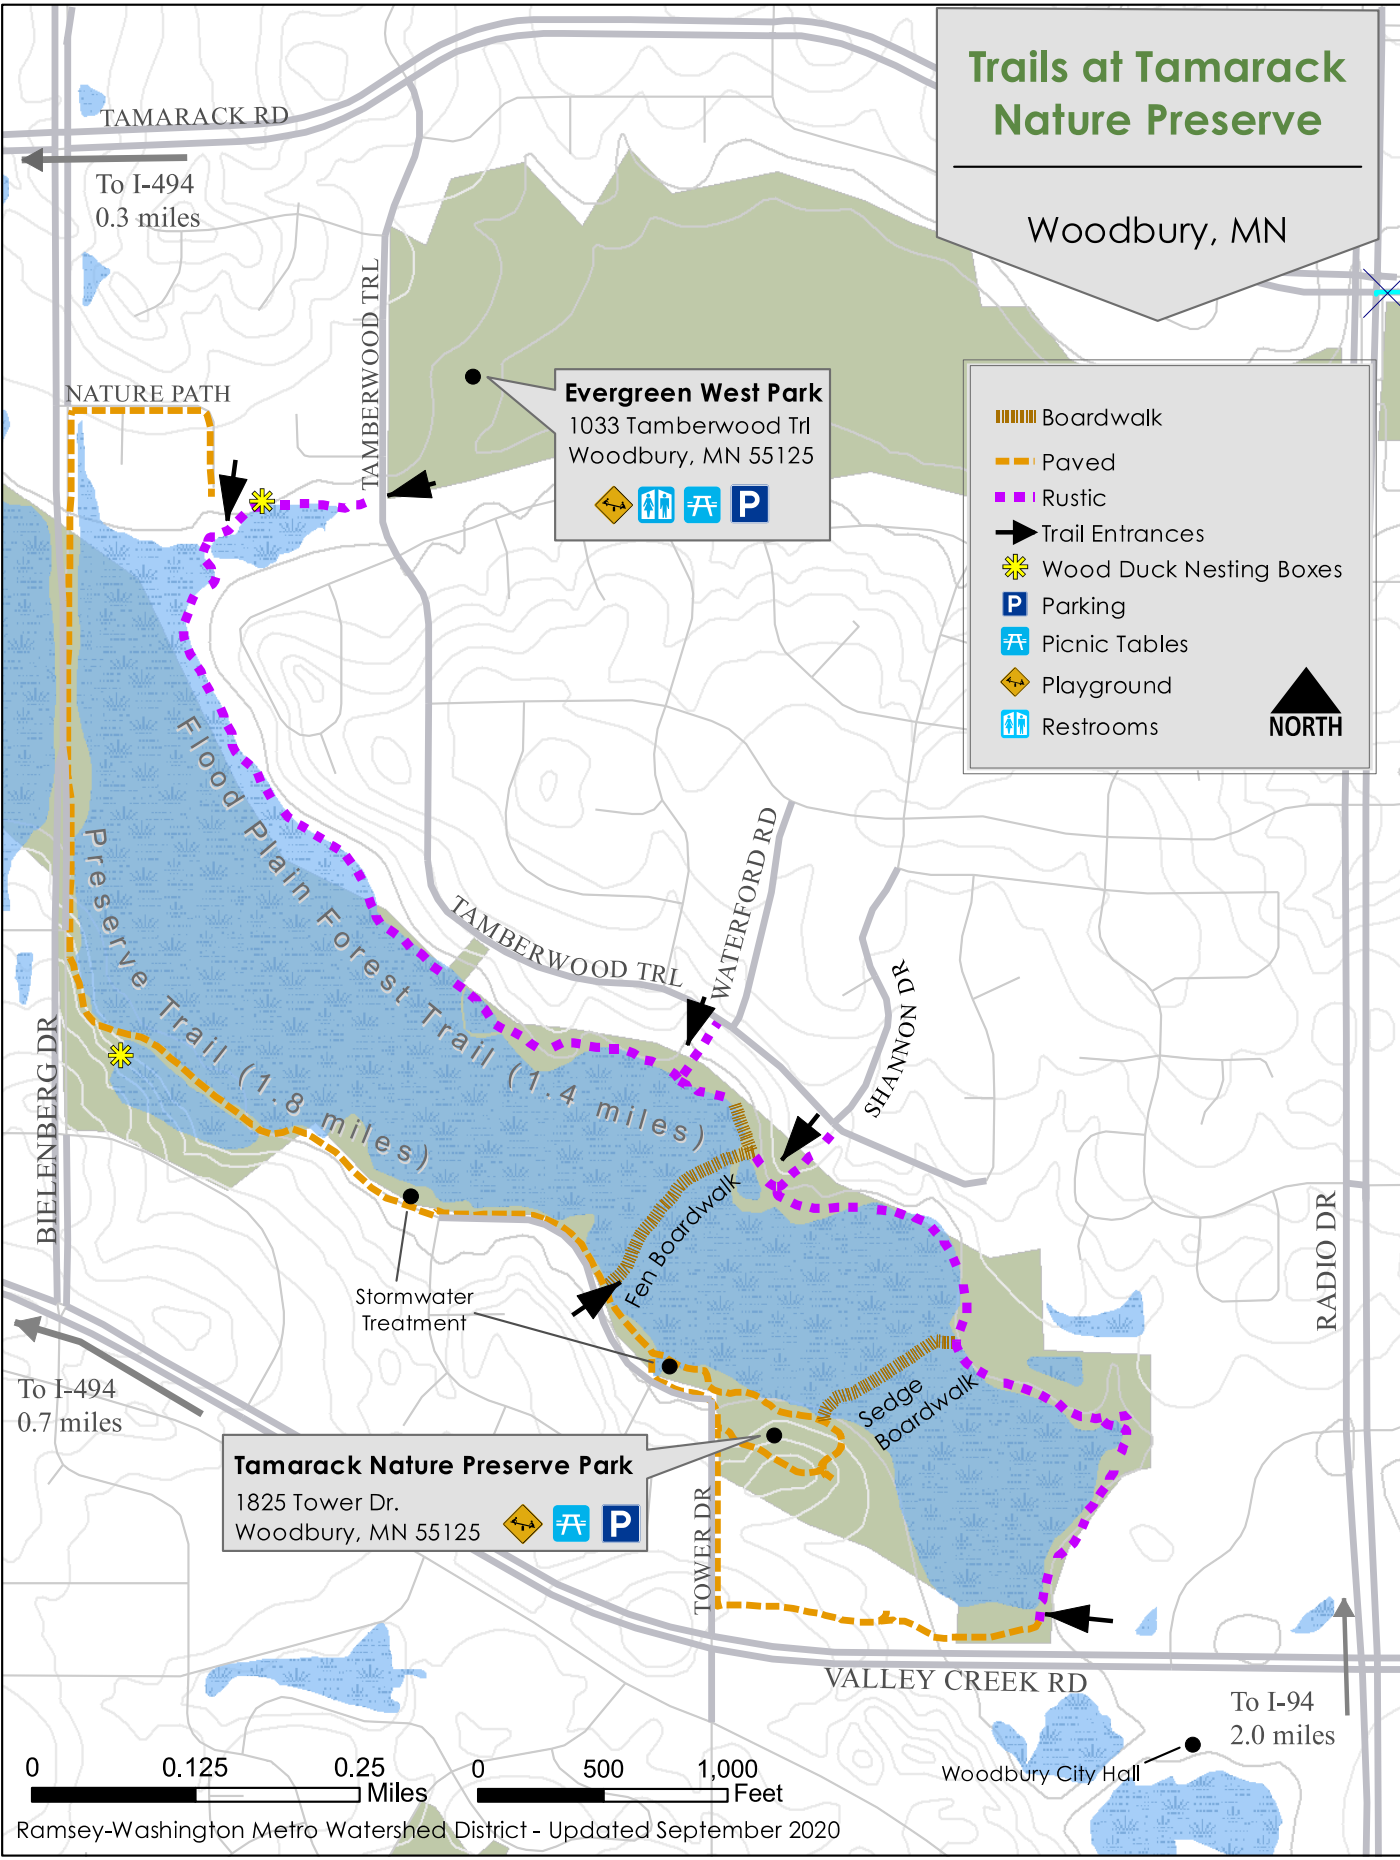 Trails at Tamarack
Nature Preserve
Woodbury, MN
TAMARACK RD
To I-494
0.3 miles
TAMBERWOOD TRL
NATURE PATH
Evergreen West Park
1033 Tamberwood Trl
Woodbury, MN 55125
P
Boardwalk
Paved
Rustic
Trail Entrances
Wood Duck Nesting Boxes
P Parking
Picnic Tables
Playground
Restrooms
NORTH
Flood Plain Forest Trail (1.4 miles)
Preserve Trail (1.8 miles)
TAMBERWOOD TRL
WATERFORD RD
SHANNON DR
BIELENBERG DR
RADIO DR
Fen Boardwalk
Stormwater
Treatment
Sedge
Boardwalk
To I-494
0.7 miles
Tamarack Nature Preserve Park
1825 Tower Dr.
Woodbury, MN 55125
P
TOWER DR
VALLEY CREEK RD
To I-94
2.0 miles
Woodbury City Hall
0 0.125 0.25
Miles
0 500 1,000
Feet
Ramsey-Washington Metro Watershed District - Updated September 2020